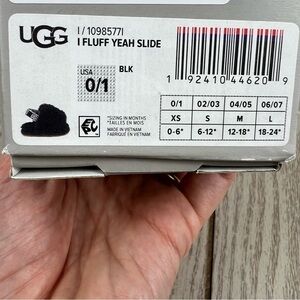 UGG
I / 1098577I
I FLUFF YEAH SLIDE
USA
0/1
BLK
1 92410 44620 9
*SIZING IN MONTHS
*TAILLES EN MOIS
MADE IN VIETNAM
FABRIQUÉ EN VIETNAM
0/1 02/03 04/05 06/07
XS S M L
0-6* 6-12* 12-18* 18-24*